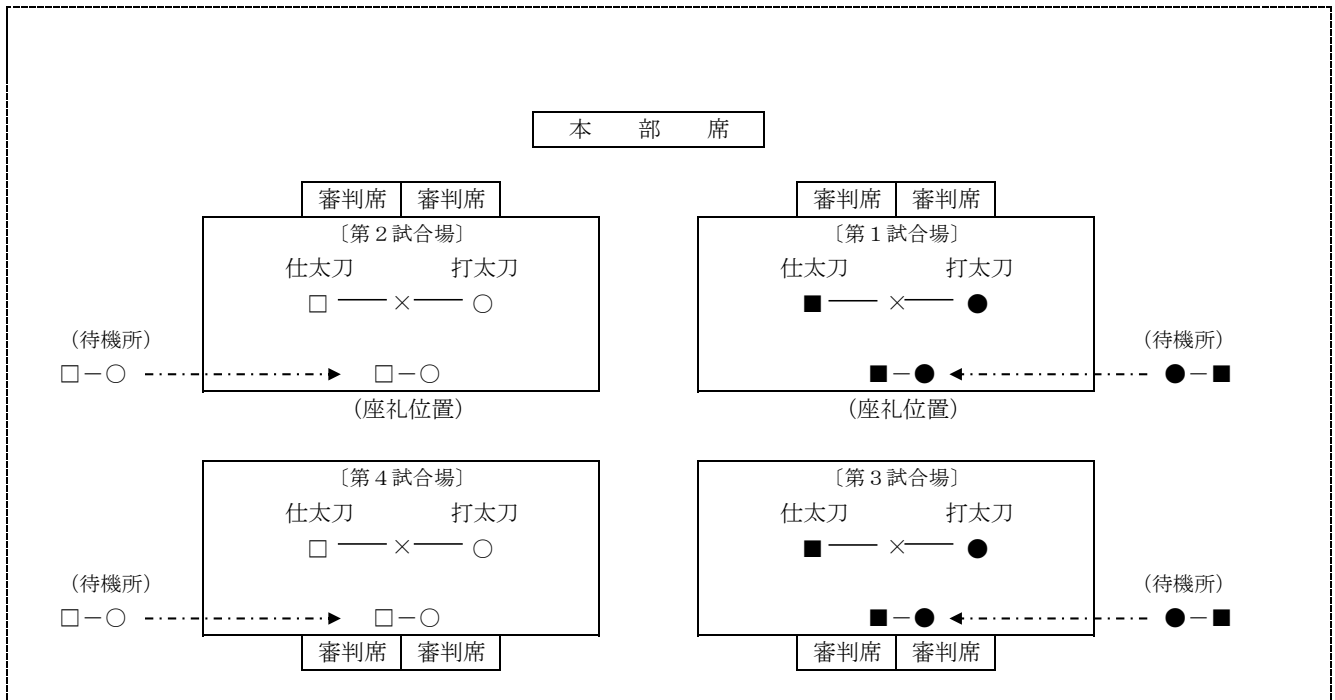 本　部　席
審判席 審判席 審判席 審判席
〔第２試合場〕 〔第１試合場〕
仕太刀 打太刀 仕太刀 打太刀
□ × ○ ■ × ●
（待機所） （待機所）
□－○ □－○ ■－● ●－■
（座礼位置） （座礼位置）
〔第４試合場〕 〔第３試合場〕
仕太刀 打太刀 仕太刀 打太刀
□ × ○ ■ × ●
（待機所） （待機所）
□－○ □－○ ■－● ●－■
審判席 審判席 審判席 審判席